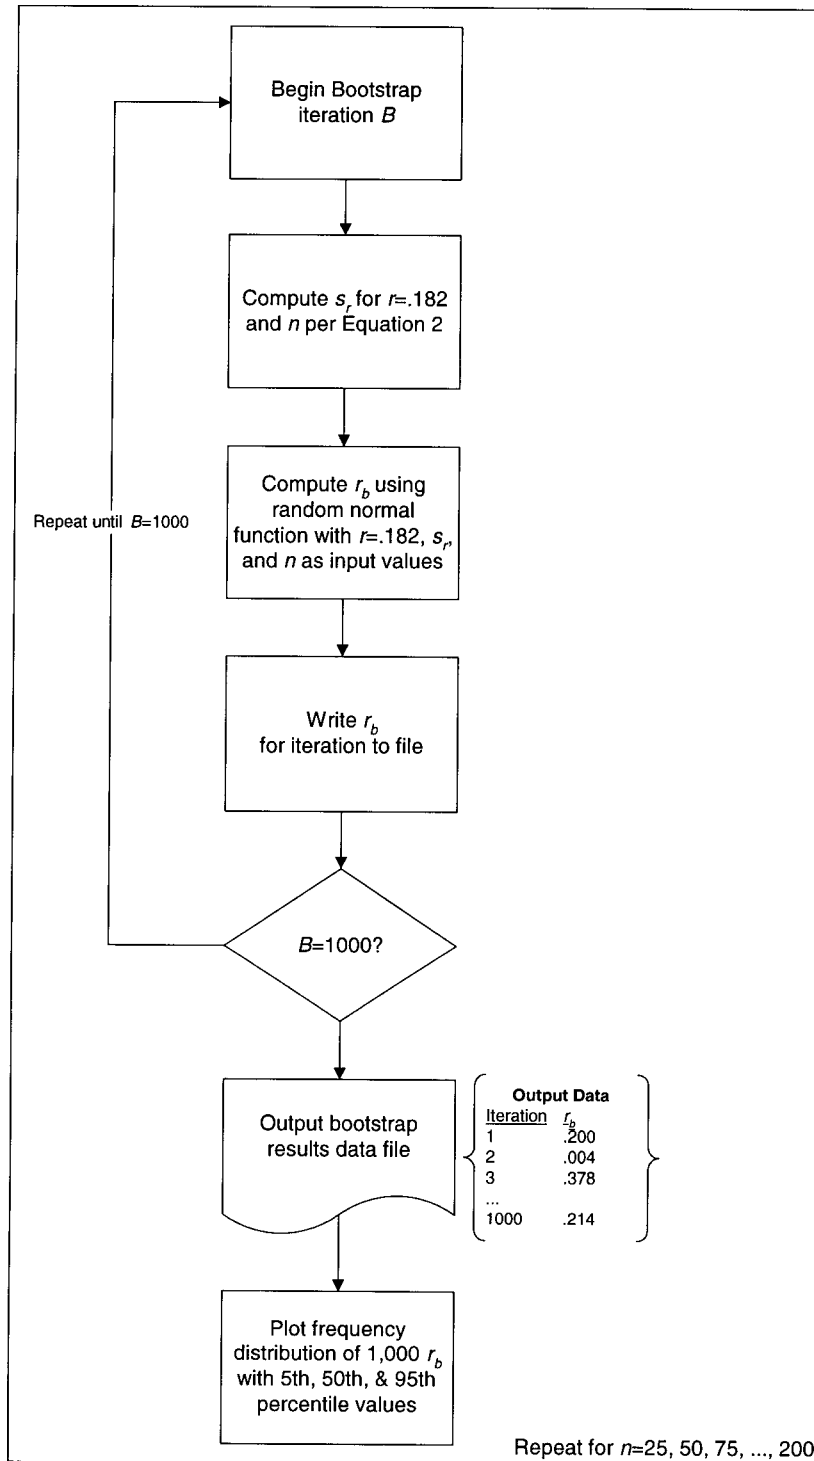 Begin Bootstrap
iteration B
Compute s_r for r=.182
and n per Equation 2
Compute r_b using
random normal
function with r=.182, s_r,
and n as input values
Repeat until B=1000
Write r_b
for iteration to file
B=1000?
Output bootstrap
results data file
Output Data
Iteration r_b
1 .200
2 .004
3 .378
...
1000 .214
Plot frequency
distribution of 1,000 r_b
with 5th, 50th, & 95th
percentile values
Repeat for n=25, 50, 75, ..., 200